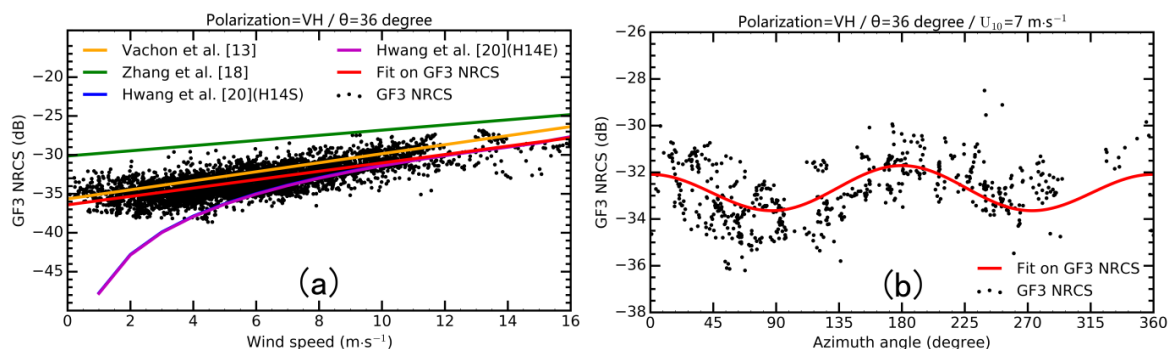 Polarization=VH / θ=36 degree
Vachon et al. [13]
Zhang et al. [18]
Hwang et al. [20](H14S)
Hwang et al. [20](H14E)
Fit on GF3 NRCS
GF3 NRCS
GF3 NRCS (dB)
−20
−25
−30
−35
−40
−45
(a)
0 2 4 6 8 10 12 14 16
Wind speed (m·s⁻¹)
Polarization=VH / θ=36 degree / U₁₀=7 m·s⁻¹
GF3 NRCS (dB)
−26
−28
−30
−32
−34
−36
−38
(b)
Fit on GF3 NRCS
GF3 NRCS
0 45 90 135 180 225 270 315 360
Azimuth angle (degree)